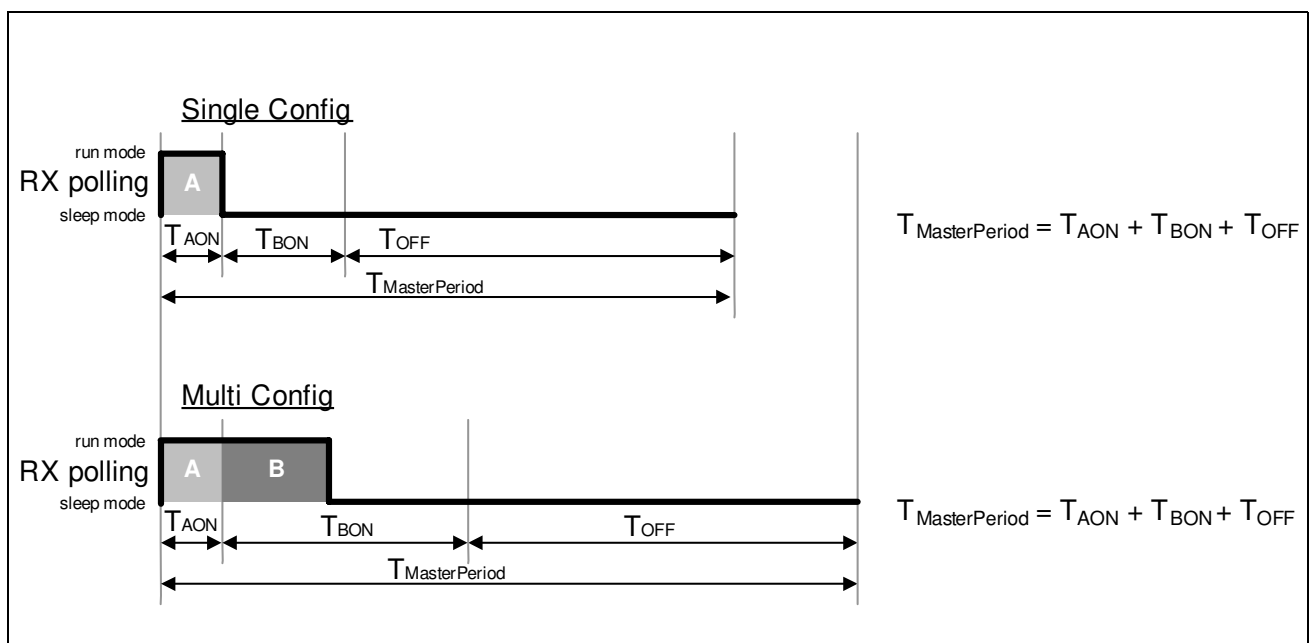 Single Config
run mode
RX polling
A
sleep mode
TAON TBON TOFF
TMasterPeriod
TMasterPeriod = TAON + TBON + TOFF
Multi Config
run mode
RX polling
A B
sleep mode
TAON TBON TOFF
TMasterPeriod
TMasterPeriod = TAON + TBON + TOFF